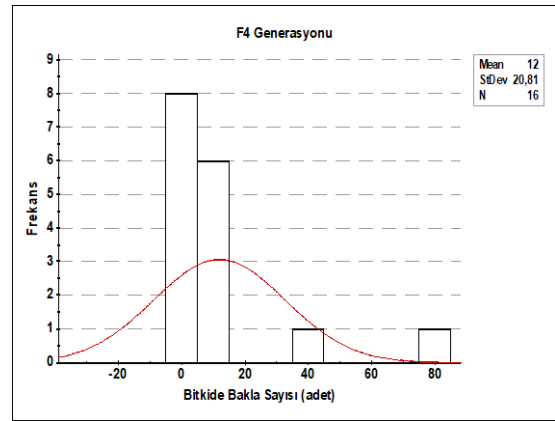 F4 Generasyonu
Mean 12
StDev 20,81
N 16
Frekans
9
8
7
6
5
4
3
2
1
0
-20 0 20 40 60 80
Bitkide Bakla Sayısı (adet)